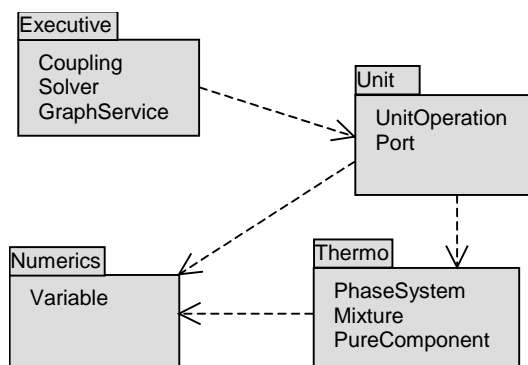 Executive
Coupling
Solver
GraphService
Unit
UnitOperation
Port
Numerics
Variable
Thermo
PhaseSystem
Mixture
PureComponent